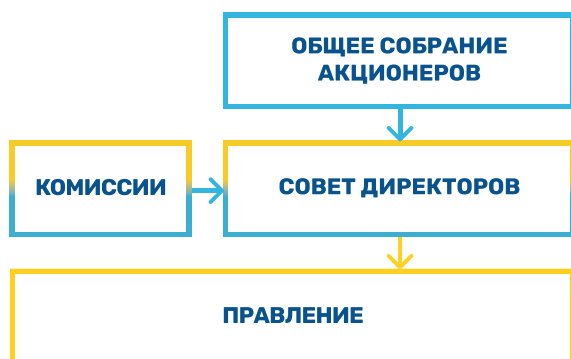 ОБЩЕЕ СОБРАНИЕ
АКЦИОНЕРОВ
КОМИССИИ
СОВЕТ ДИРЕКТОРОВ
ПРАВЛЕНИЕ